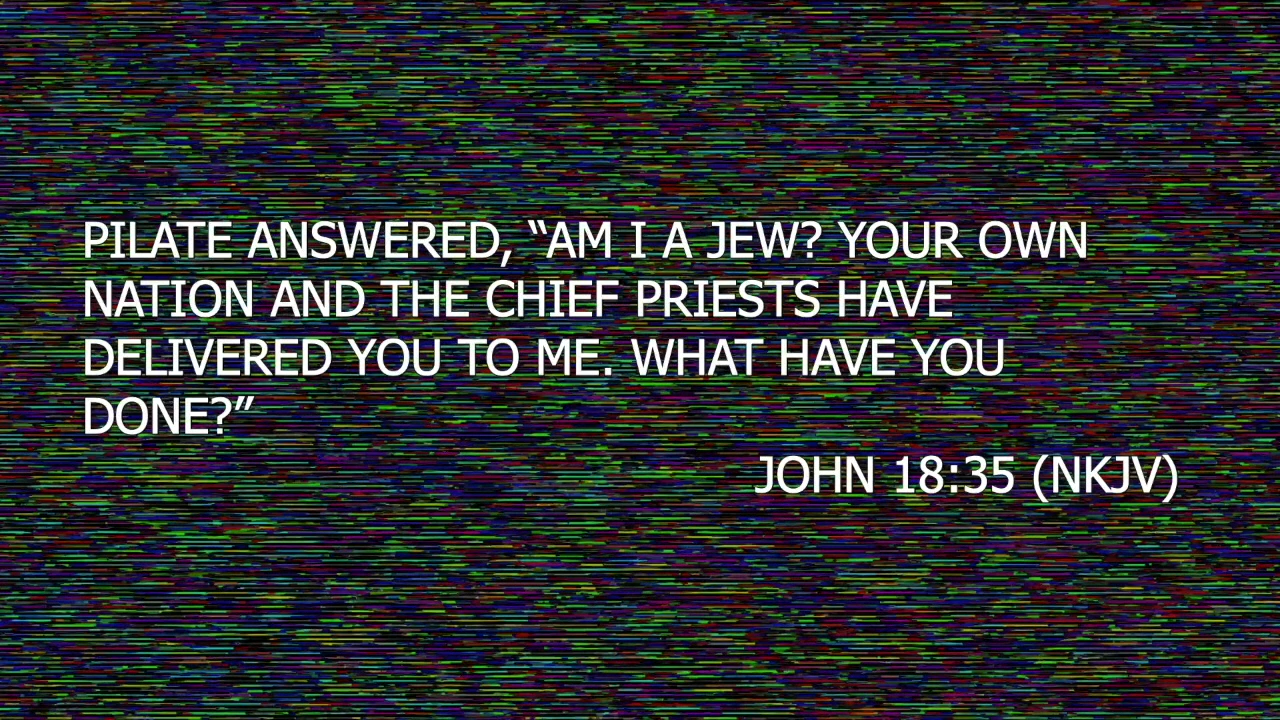 PILATE ANSWERED, “AM I A JEW? YOUR OWN
NATION AND THE CHIEF PRIESTS HAVE
DELIVERED YOU TO ME. WHAT HAVE YOU
DONE?”
JOHN 18:35 (NKJV)